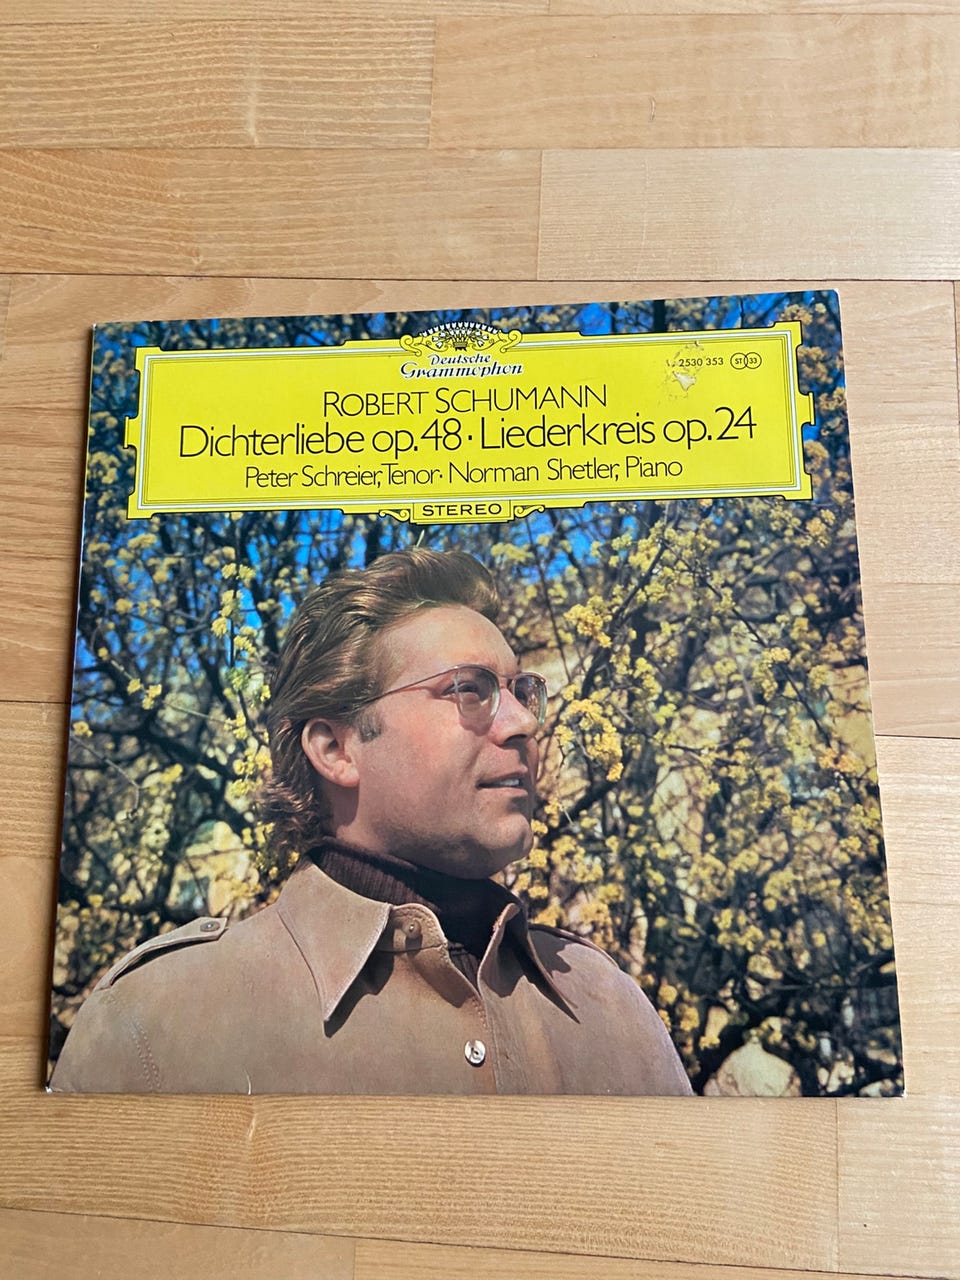 Deutsche
Grammophon
2530 353 ST 33
ROBERT SCHUMANN
Dichterliebe op.48 · Liederkreis op.24
Peter Schreier, Tenor · Norman Shetler, Piano
STEREO